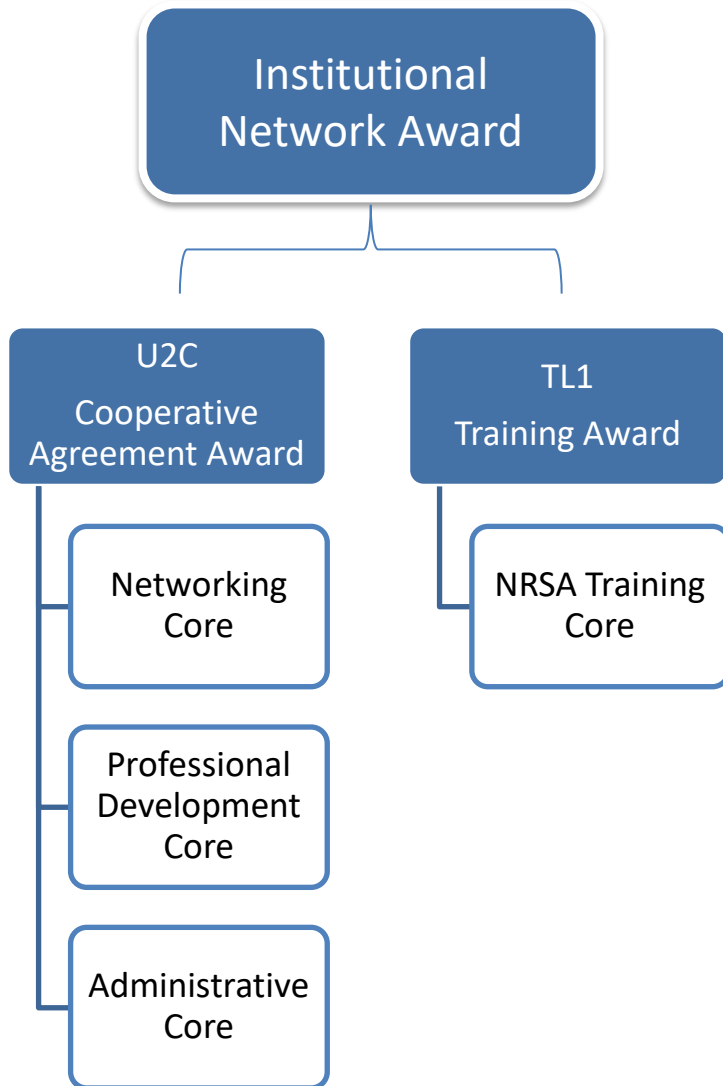 Institutional
Network Award
U2C
Cooperative
Agreement Award
TL1
Training Award
Networking
Core
NRSA Training
Core
Professional
Development
Core
Administrative
Core